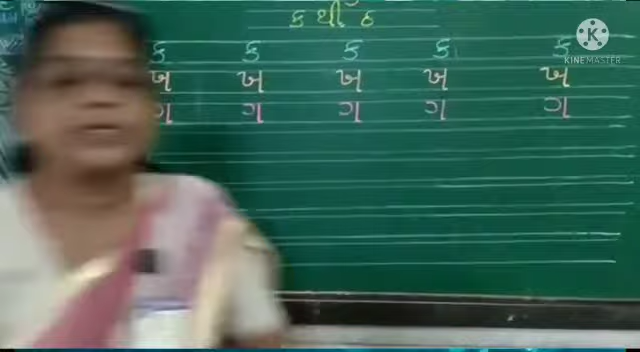 ક થી ઠ
ક ક ક ક ક
ખ ખ ખ ખ ખ
ગ ગ ગ ગ ગ
KINEMASTER